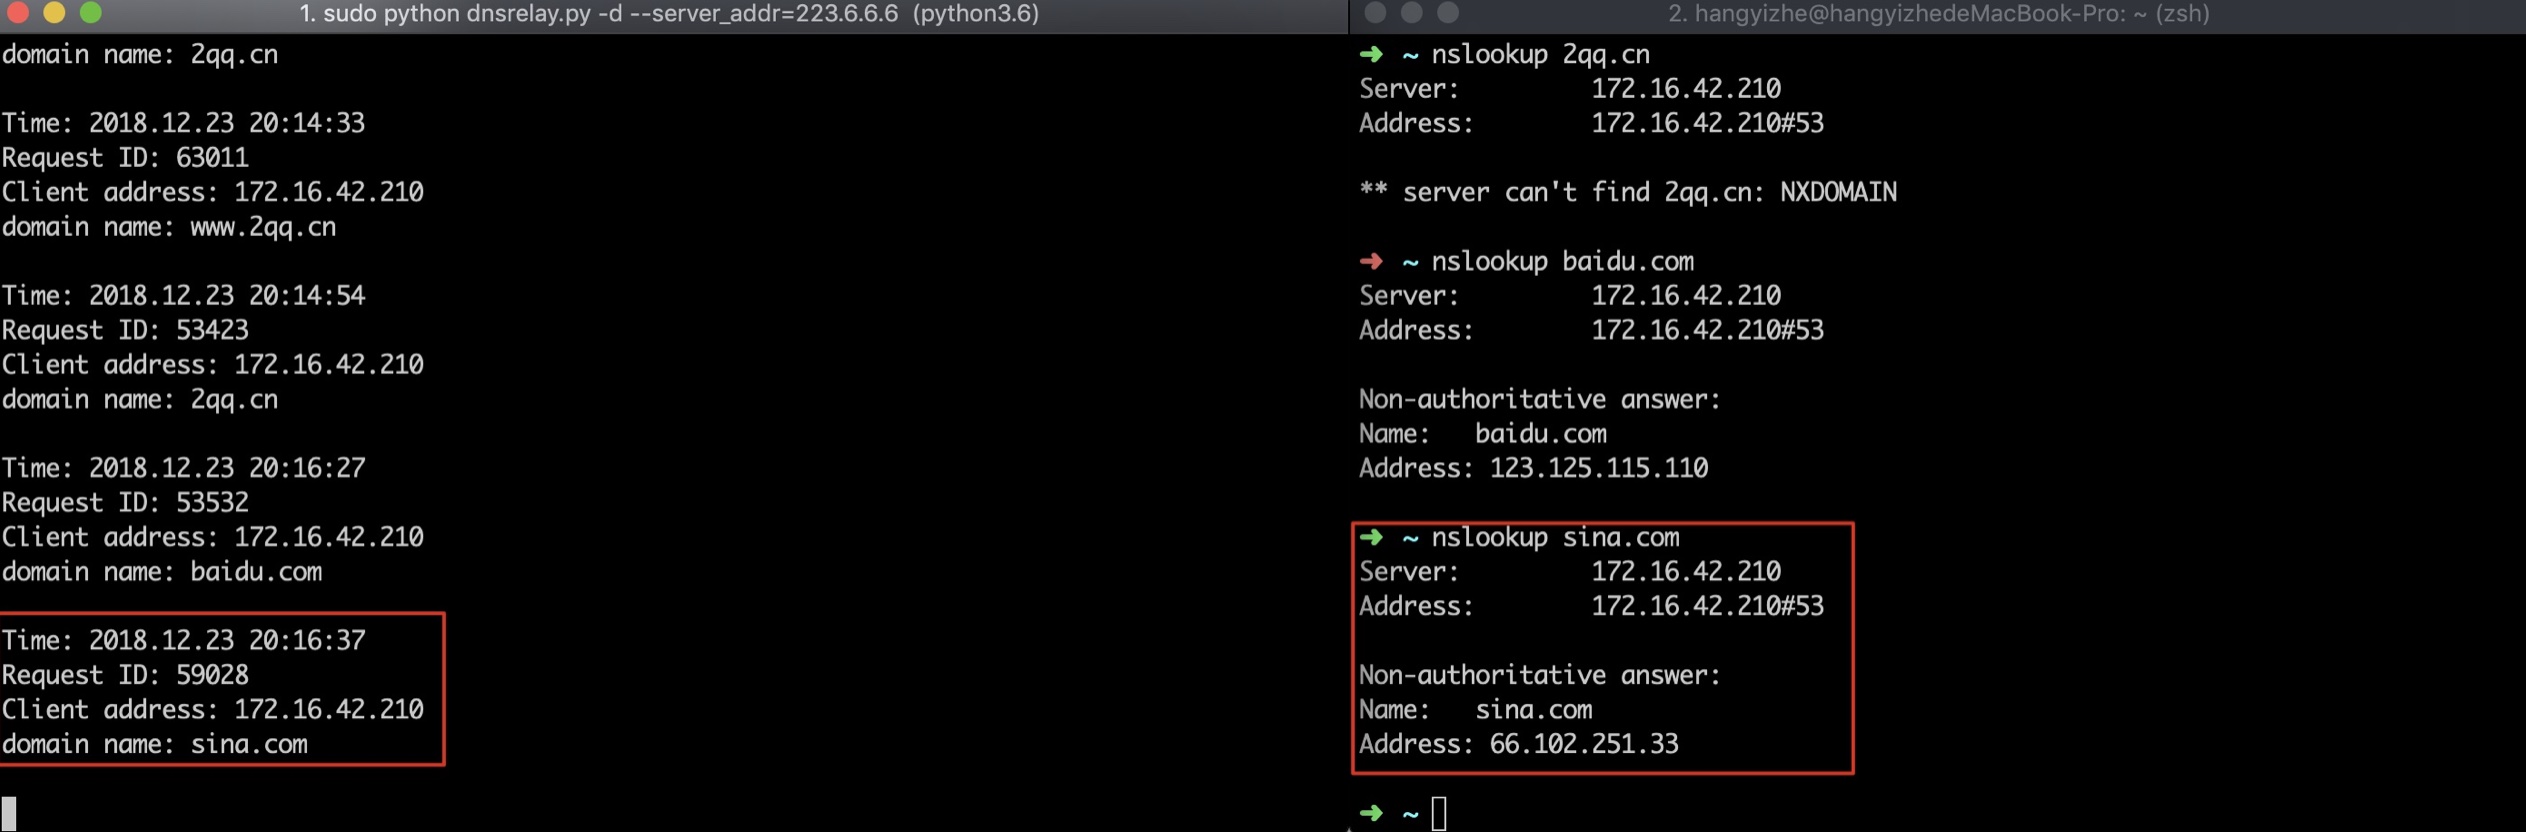 1. sudo python dnsrelay.py -d --server_addr=223.6.6.6 (python3.6)
domain name: 2qq.cn
Time: 2018.12.23 20:14:33
Request ID: 63011
Client address: 172.16.42.210
domain name: www.2qq.cn
Time: 2018.12.23 20:14:54
Request ID: 53423
Client address: 172.16.42.210
domain name: 2qq.cn
Time: 2018.12.23 20:16:27
Request ID: 53532
Client address: 172.16.42.210
domain name: baidu.com
Time: 2018.12.23 20:16:37
Request ID: 59028
Client address: 172.16.42.210
domain name: sina.com
2. hangyizhe@hangyizhedeMacBook-Pro: ~ (zsh)
➜ ~ nslookup 2qq.cn
Server: 172.16.42.210
Address: 172.16.42.210#53
** server can't find 2qq.cn: NXDOMAIN
➜ ~ nslookup baidu.com
Server: 172.16.42.210
Address: 172.16.42.210#53
Non-authoritative answer:
Name: baidu.com
Address: 123.125.115.110
➜ ~ nslookup sina.com
Server: 172.16.42.210
Address: 172.16.42.210#53
Non-authoritative answer:
Name: sina.com
Address: 66.102.251.33
➜ ~